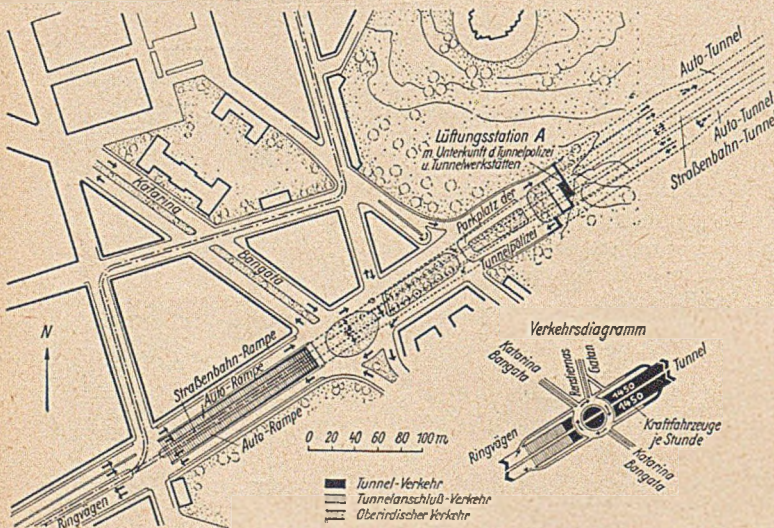 Auto-Tunnel
Auto-Tunnel
Straßenbahn-Tunnel
Lüftungsstation A
m. Unterkunft d. Tunnelpolizei
u. Tunnelwerkstätten
Parkplatz der
Tunnelpolizei
Katarina
Bangata
N
Straßenbahn-Rampe
Auto-Rampe
Auto-Rampe
Ringvägen
0 20 40 60 80 100 m
Verkehrsdiagramm
Katarina
Bangata
Gatan
Tunnel
1450
1450
Kraftfahrzeuge
je Stunde
Ringvägen
Katarina
Bangata
Tunnel-Verkehr
Tunnelanschluß-Verkehr
Oberirdischer Verkehr